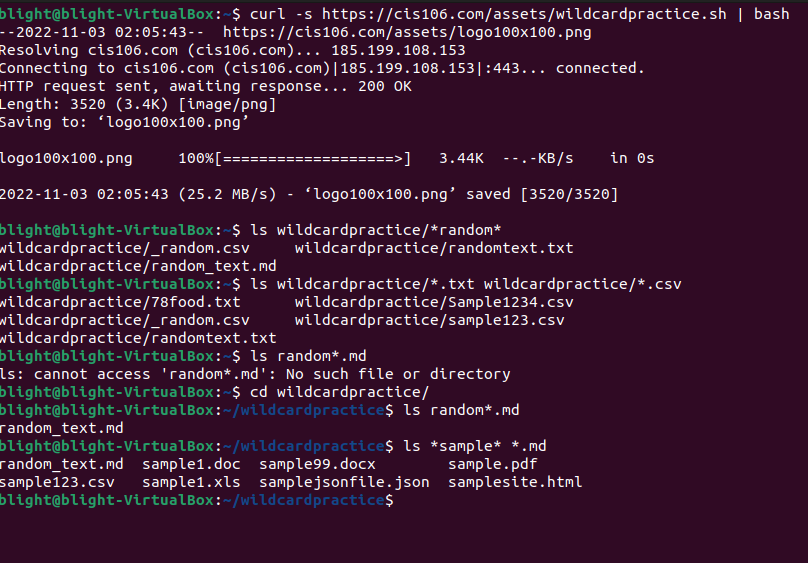 blight@blight-VirtualBox:~$ curl -s https://cis106.com/assets/wildcardpractice.sh | bash
--2022-11-03 02:05:43--  https://cis106.com/assets/logo100x100.png
Resolving cis106.com (cis106.com)... 185.199.108.153
Connecting to cis106.com (cis106.com)|185.199.108.153|:443... connected.
HTTP request sent, awaiting response... 200 OK
Length: 3520 (3.4K) [image/png]
Saving to: ‘logo100x100.png’
logo100x100.png     100%[===================>]   3.44K  --.-KB/s    in 0s
2022-11-03 02:05:43 (25.2 MB/s) - ‘logo100x100.png’ saved [3520/3520]
blight@blight-VirtualBox:~$ ls wildcardpractice/*random*
wildcardpractice/_random.csv     wildcardpractice/randomtext.txt
wildcardpractice/random_text.md
blight@blight-VirtualBox:~$ ls wildcardpractice/*.txt wildcardpractice/*.csv
wildcardpractice/78food.txt      wildcardpractice/Sample1234.csv
wildcardpractice/_random.csv     wildcardpractice/sample123.csv
wildcardpractice/randomtext.txt
blight@blight-VirtualBox:~$ ls random*.md
ls: cannot access 'random*.md': No such file or directory
blight@blight-VirtualBox:~$ cd wildcardpractice/
blight@blight-VirtualBox:~/wildcardpractice$ ls random*.md
random_text.md
blight@blight-VirtualBox:~/wildcardpractice$ ls *sample* *.md
random_text.md  sample1.doc  sample99.docx        sample.pdf
sample123.csv   sample1.xls  samplejsonfile.json  samplesite.html
blight@blight-VirtualBox:~/wildcardpractice$